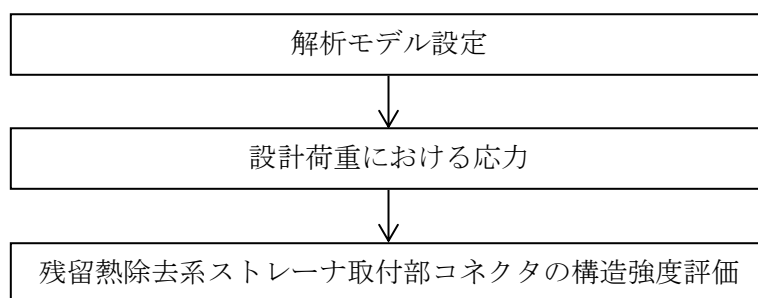 解析モデル設定
設計荷重における応力
残留熱除去系ストレーナ取付部コネクタの構造強度評価